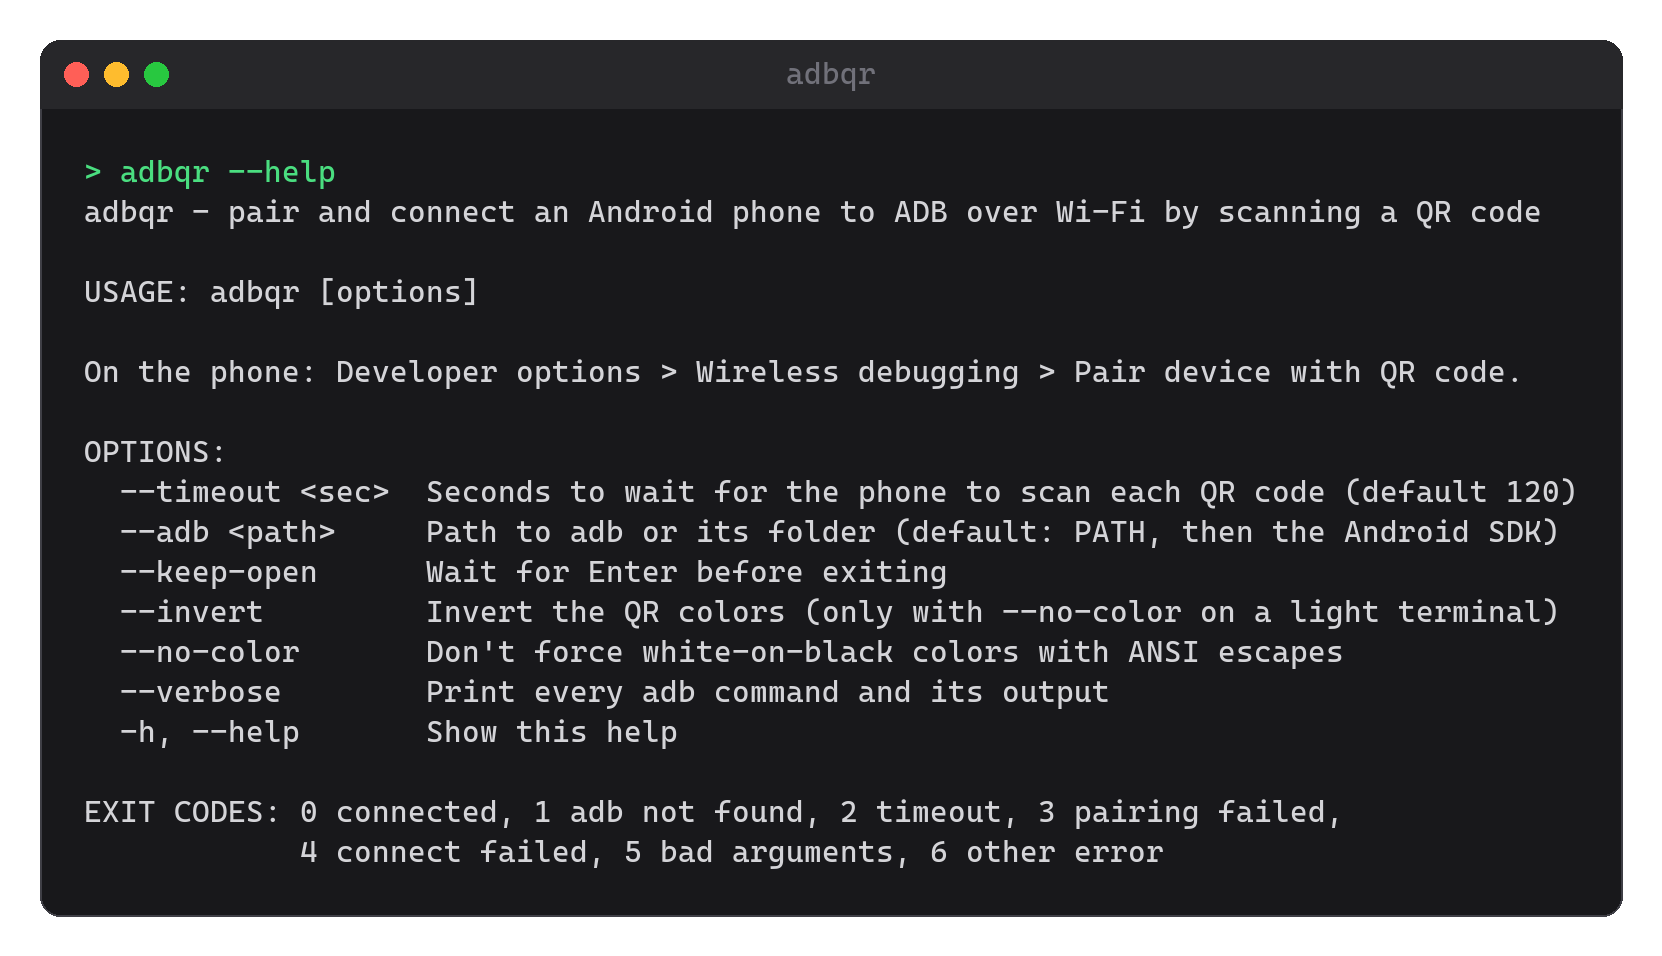 adbqr
> adbqr --help
adbqr - pair and connect an Android phone to ADB over Wi-Fi by scanning a QR code
USAGE: adbqr [options]
On the phone: Developer options > Wireless debugging > Pair device with QR code.
OPTIONS:
  --timeout <sec>  Seconds to wait for the phone to scan each QR code (default 120)
  --adb <path>     Path to adb or its folder (default: PATH, then the Android SDK)
  --keep-open      Wait for Enter before exiting
  --invert         Invert the QR colors (only with --no-color on a light terminal)
  --no-color       Don't force white-on-black colors with ANSI escapes
  --verbose        Print every adb command and its output
  -h, --help       Show this help
EXIT CODES: 0 connected, 1 adb not found, 2 timeout, 3 pairing failed,
            4 connect failed, 5 bad arguments, 6 other error